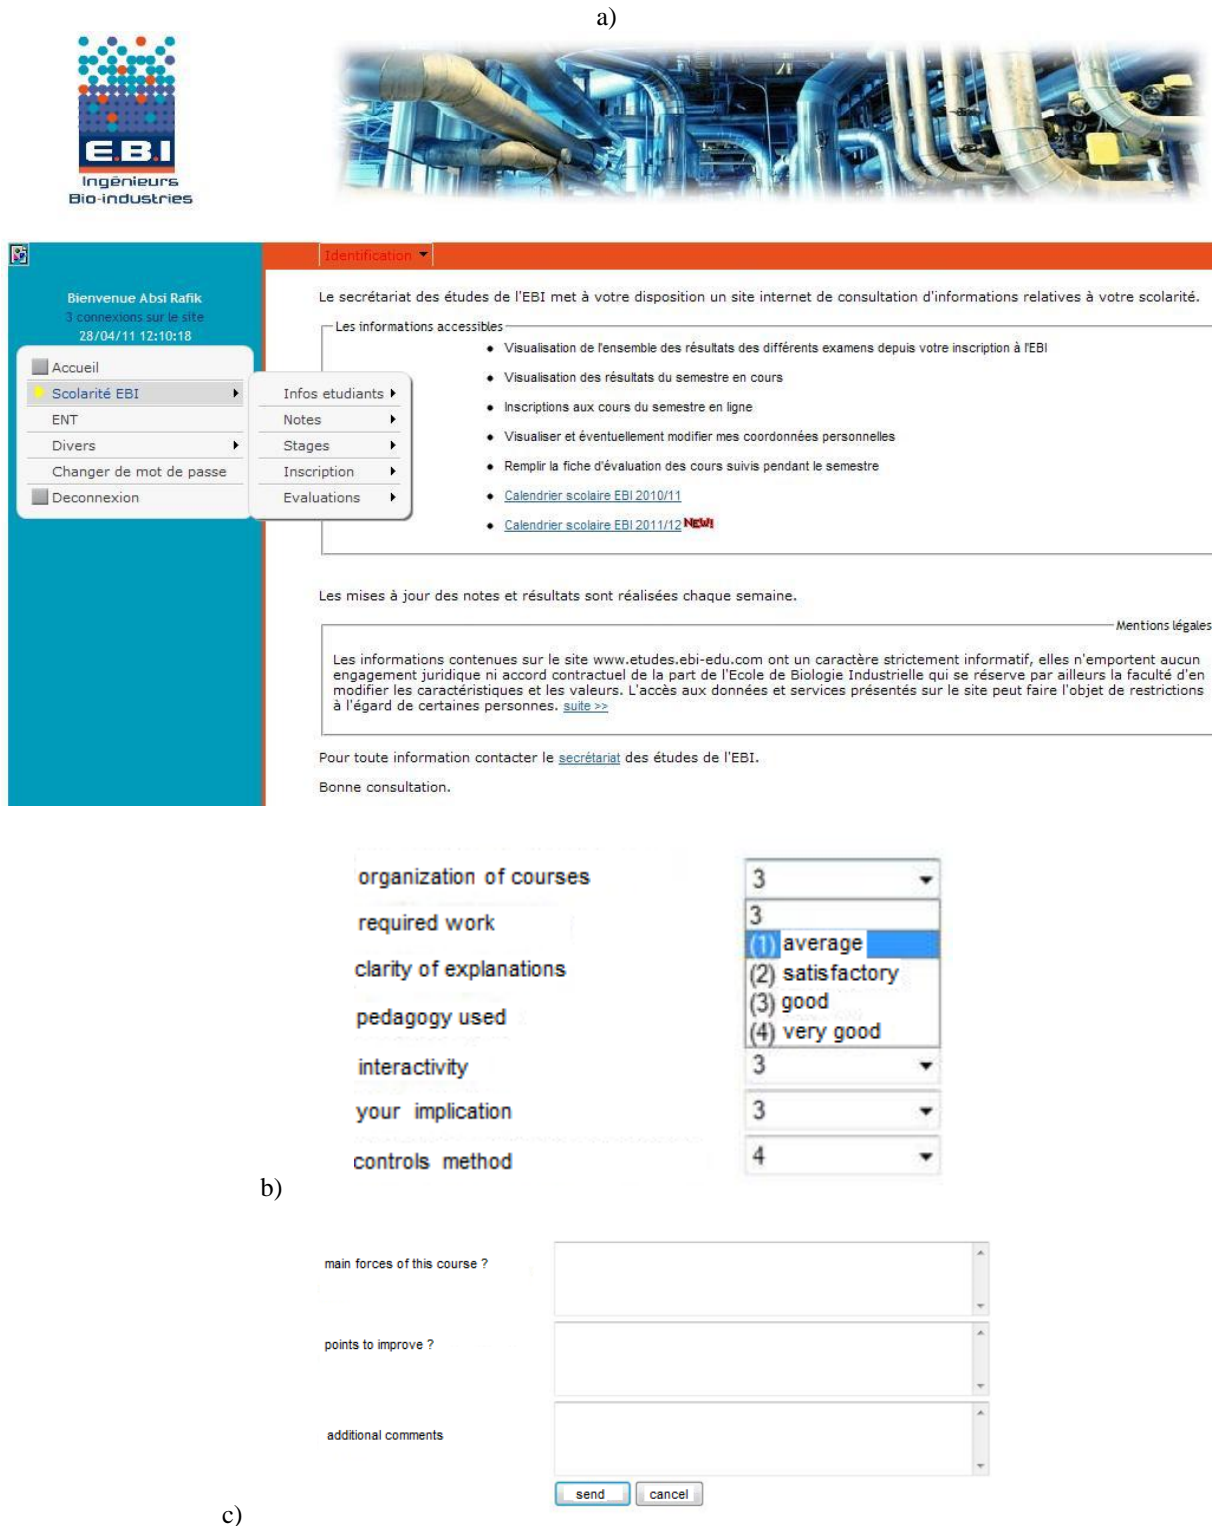 a)
E.B.I
Ingénieurs
Bio-industries
Identification
Bienvenue Absi Rafik
3 connexions sur le site
28/04/11 12:10:18
Accueil
Scolarité EBI
ENT
Divers
Changer de mot de passe
Deconnexion
Infos etudiants
Notes
Stages
Inscription
Evaluations
Le secrétariat des études de l'EBI met à votre disposition un site internet de consultation d'informations relatives à votre scolarité.
Les informations accessibles
Visualisation de l'ensemble des résultats des différents examens depuis votre inscription à l'EBI
Visualisation des résultats du semestre en cours
Inscriptions aux cours du semestre en ligne
Visualiser et éventuellement modifier mes coordonnées personnelles
Remplir la fiche d'évaluation des cours suivis pendant le semestre
Calendrier scolaire EBI 2010/11
Calendrier scolaire EBI 2011/12 NEW!
Les mises à jour des notes et résultats sont réalisées chaque semaine.
Mentions légales
Les informations contenues sur le site www.etudes.ebi-edu.com ont un caractère strictement informatif, elles n'emportent aucun
engagement juridique ni accord contractuel de la part de l'Ecole de Biologie Industrielle qui se réserve par ailleurs la faculté d'en
modifier les caractéristiques et les valeurs. L'accès aux données et services présentés sur le site peut faire l'objet de restrictions
à l'égard de certaines personnes. suite >>
Pour toute information contacter le secrétariat des études de l'EBI.
Bonne consultation.
organization of courses 3
required work 3
(1) average
clarity of explanations (2) satisfactory
pedagogy used (3) good
(4) very good
interactivity 3
your implication 3
controls method 4
b)
main forces of this course ?
points to improve ?
additional comments
send cancel
c)